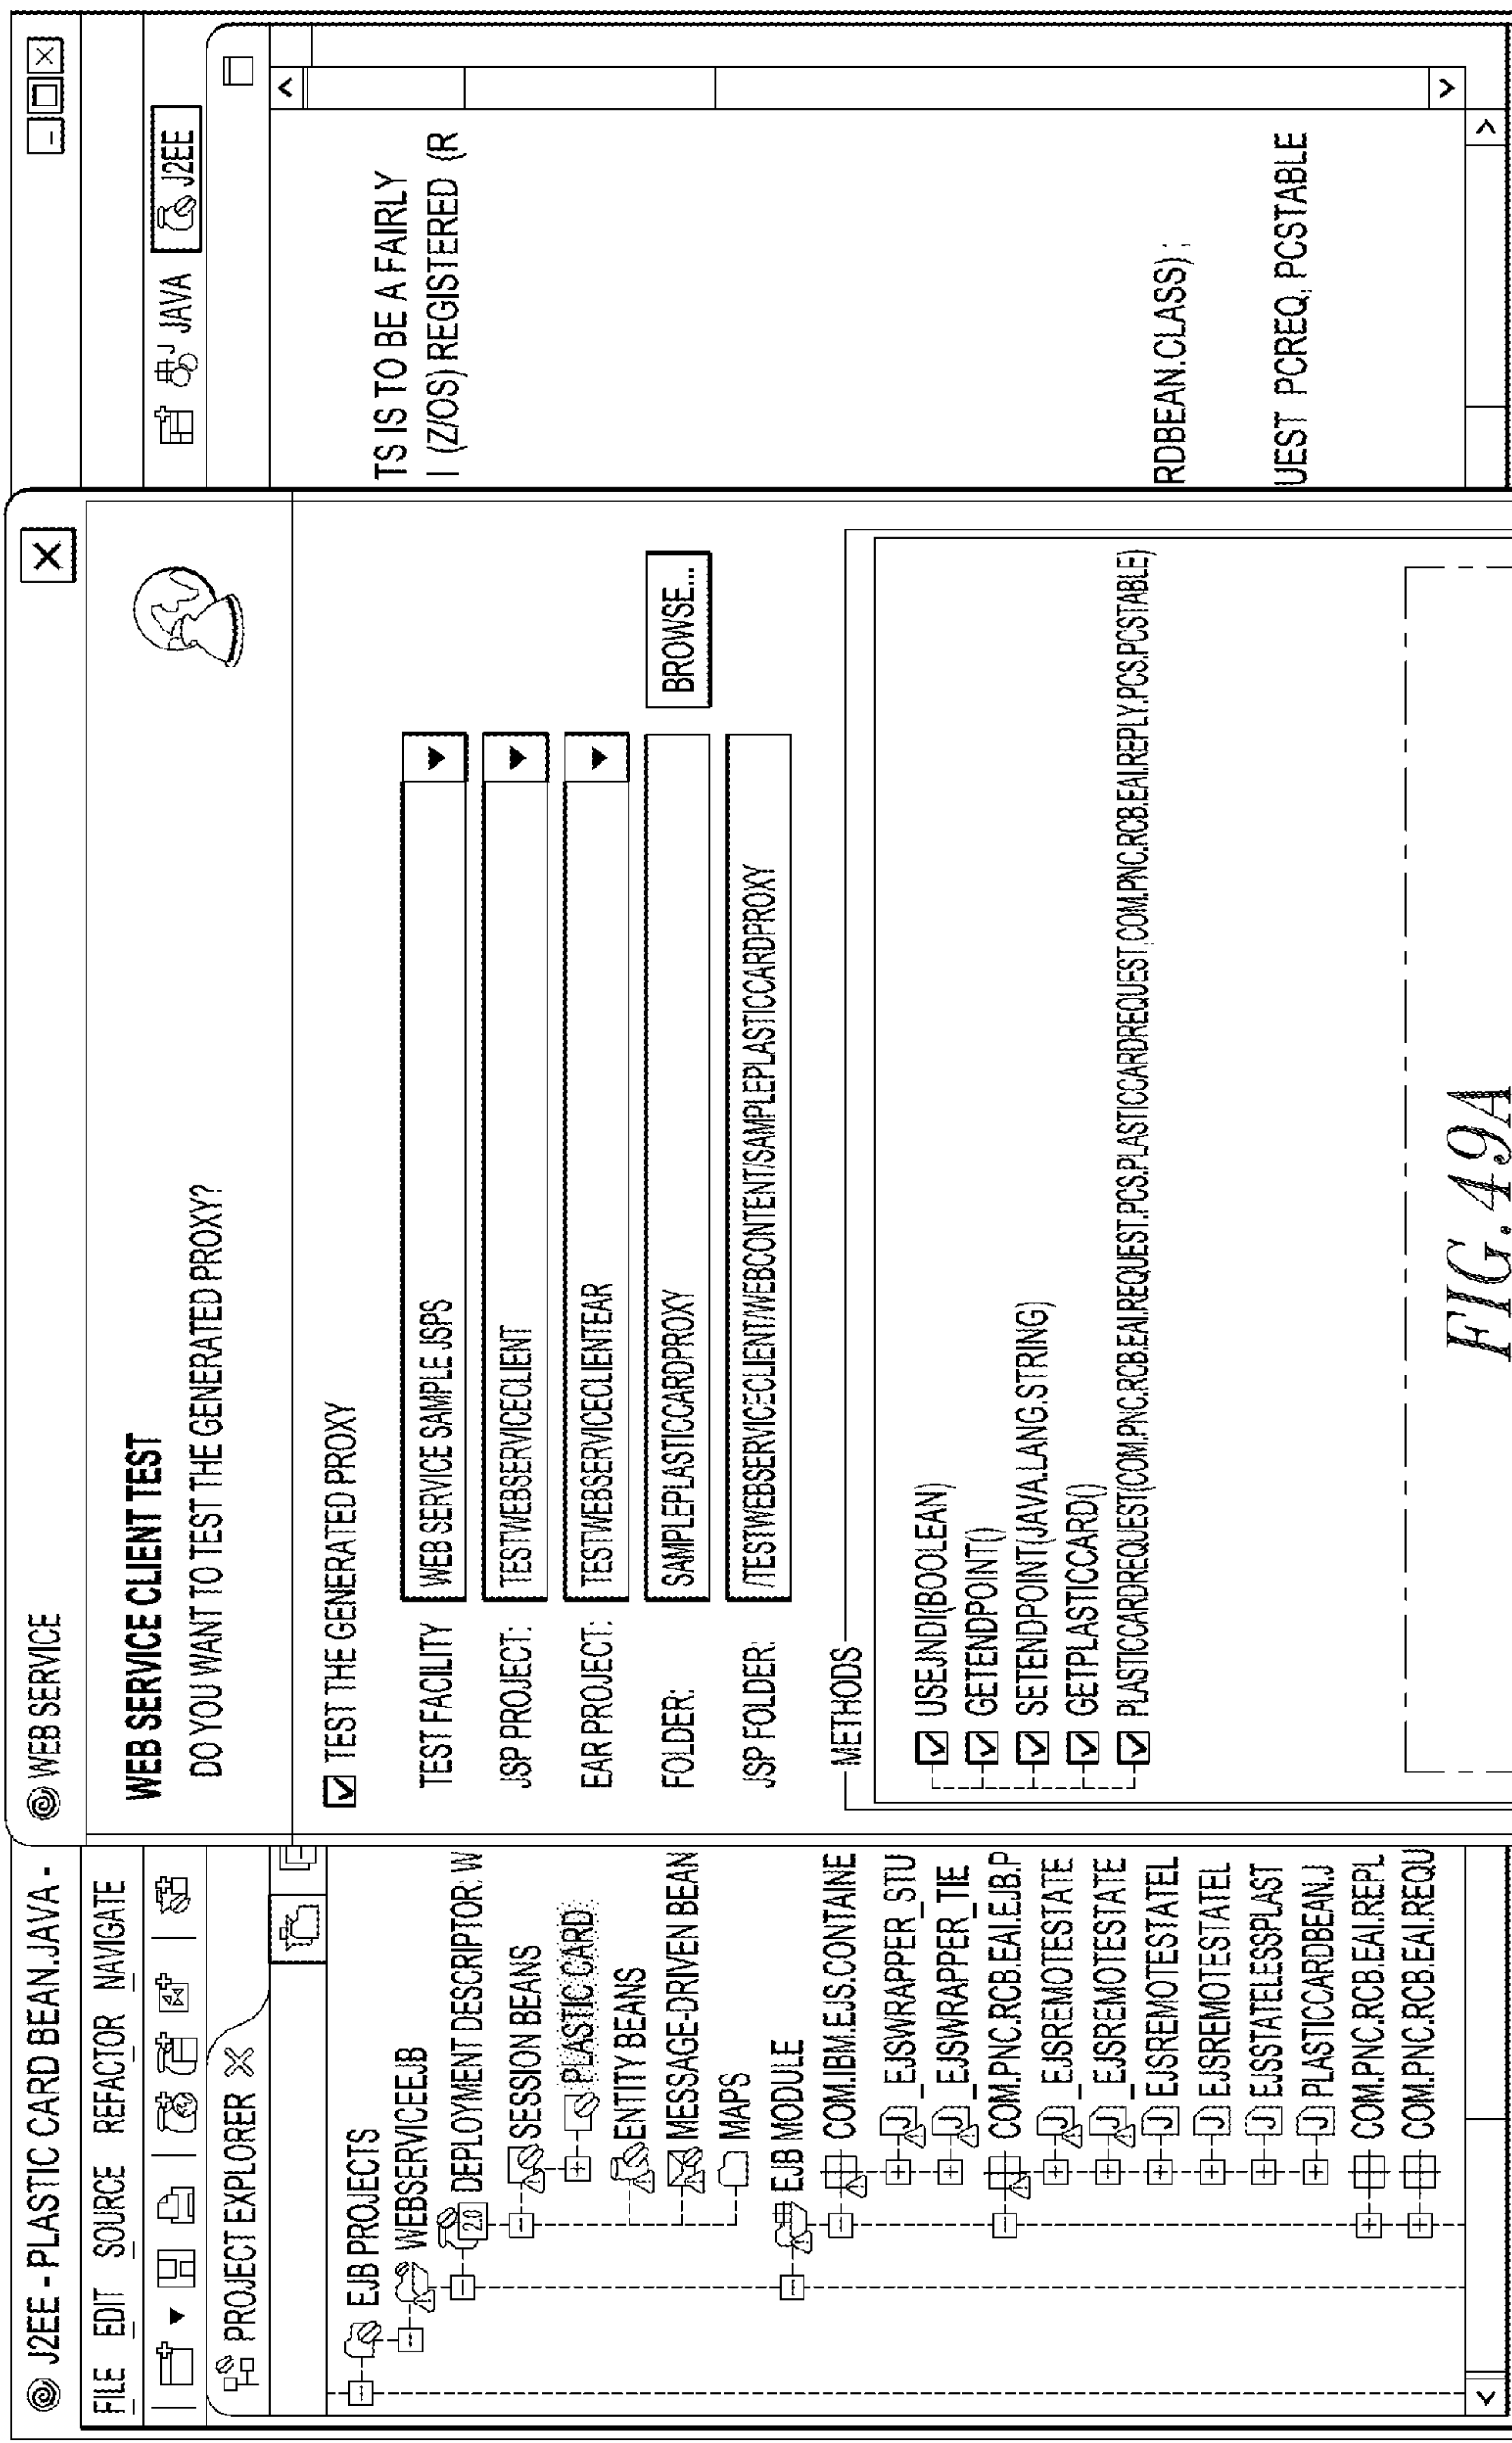 J2EE - PLASTIC CARD BEAN.JAVA -
FILE EDIT SOURCE REFACTOR NAVIGATE
PROJECT EXPLORER
EJB PROJECTS
WEBSERVICEEJB
2.0 DEPLOYMENT DESCRIPTOR: W
SESSION BEANS
PLASTIC CARD
ENTITY BEANS
MESSAGE-DRIVEN BEAN
MAPS
EJB MODULE
COM.IBM.EJS.CONTAINE
J _EJSWRAPPER_STU
J _EJSWRAPPER_TIE
COM.PNC.RCB.EAI.EJB.P
J _EJSREMOTESTATE
J _EJSREMOTESTATE
J EJSREMOTESTATEL
J EJSREMOTESTATEL
J EJSSTATELESSPLAST
J PLASTICCARDBEAN.J
COM.PNC.RCB.EAI.REPL
COM.PNC.RCB.EAI.REQU
WEB SERVICE
WEB SERVICE CLIENT TEST
DO YOU WANT TO TEST THE GENERATED PROXY?
TEST THE GENERATED PROXY
TEST FACILITY WEB SERVICE SAMPLE JSPS
JSP PROJECT: TESTWEBSERVICECLIENT
EAR PROJECT: TESTWEBSERVICECLIENTEAR
FOLDER: SAMPLEPLASTICCARDPROXY BROWSE...
JSP FOLDER: /TESTWEBSERVICECLIENT/WEBCONTENT/SAMPLEPLASTICCARDPROXY
METHODS
USEJNDI(BOOLEAN)
GETENDPOINT()
SETENDPOINT(JAVA.LANG.STRING)
GETPLASTICCARD()
PLASTICCARDREQUEST(COM.PNC.RCB.EAI.REQUEST.PCS.PLASTICCARDREQUEST,COM.PNC.RCB.EAI.REPLY.PCS.PCSTABLE)
J JAVA J2EE
TS IS TO BE A FAIRLY
| (Z/OS) REGISTERED (R
RDBEAN.CLASS) ;
UEST PCREQ, PCSTABLE
FIG. 49A